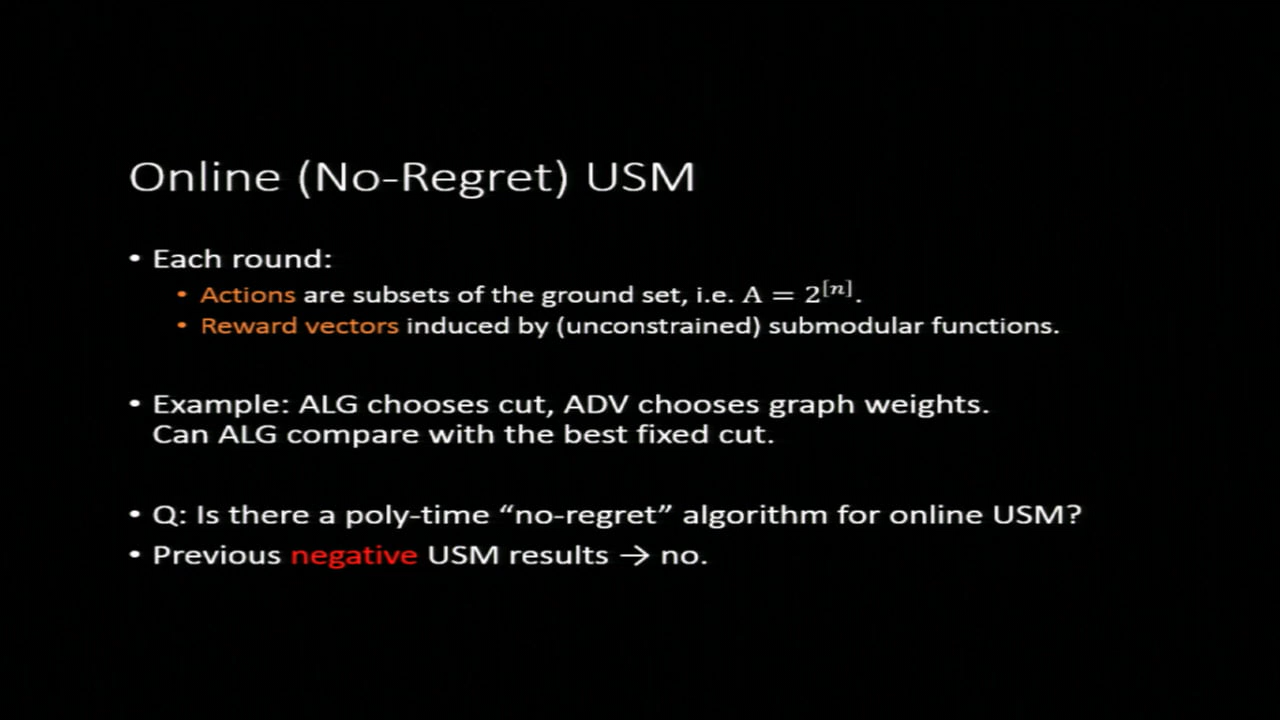 Online (No-Regret) USM
• Each round:
• Actions are subsets of the ground set, i.e. A = 2^[n].
• Reward vectors induced by (unconstrained) submodular functions.
• Example: ALG chooses cut, ADV chooses graph weights.
Can ALG compare with the best fixed cut.
• Q: Is there a poly-time “no-regret” algorithm for online USM?
• Previous negative USM results → no.